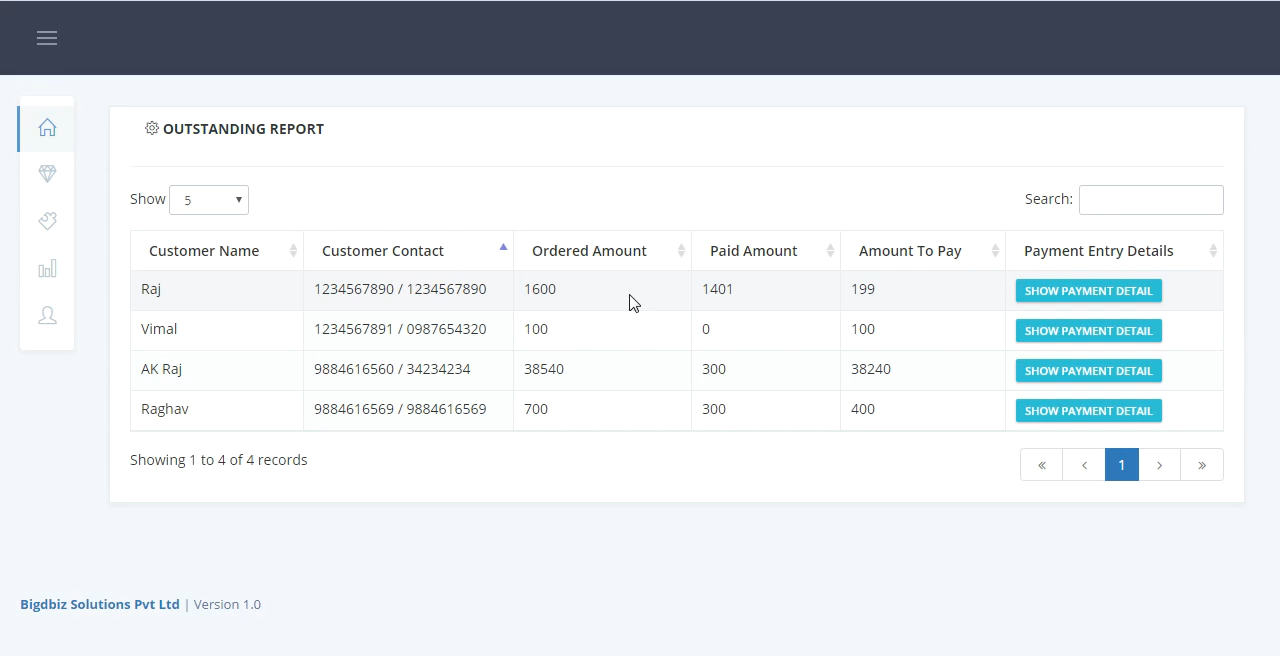 OUTSTANDING REPORT
Show 5 Search:
Customer Name Customer Contact Ordered Amount Paid Amount Amount To Pay Payment Entry Details
Raj 1234567890 / 1234567890 1600 1401 199 SHOW PAYMENT DETAIL
Vimal 1234567891 / 0987654320 100 0 100 SHOW PAYMENT DETAIL
AK Raj 9884616560 / 34234234 38540 300 38240 SHOW PAYMENT DETAIL
Raghav 9884616569 / 9884616569 700 300 400 SHOW PAYMENT DETAIL
Showing 1 to 4 of 4 records « ‹ 1 › »
Bigdbiz Solutions Pvt Ltd | Version 1.0